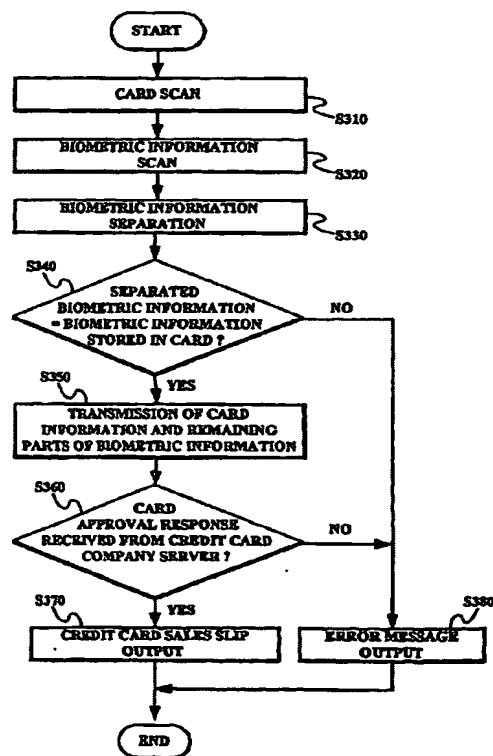 START
CARD SCAN
S310
BIOMETRIC INFORMATION
SCAN
S320
BIOMETRIC INFORMATION
SEPARATION
S330
S340
SEPARATED
BIOMETRIC INFORMATION
= BIOMETRIC INFORMATION
STORED IN CARD ?
NO
YES
S350
TRANSMISSION OF CARD
INFORMATION AND REMAINING
PARTS OF BIOMETRIC INFORMATION
S360
CARD
APPROVAL RESPONSE
RECEIVED FROM CREDIT CARD
COMPANY SERVER ?
NO
YES
S370
CREDIT CARD SALES SLIP
OUTPUT
S380
ERROR MESSAGE
OUTPUT
END